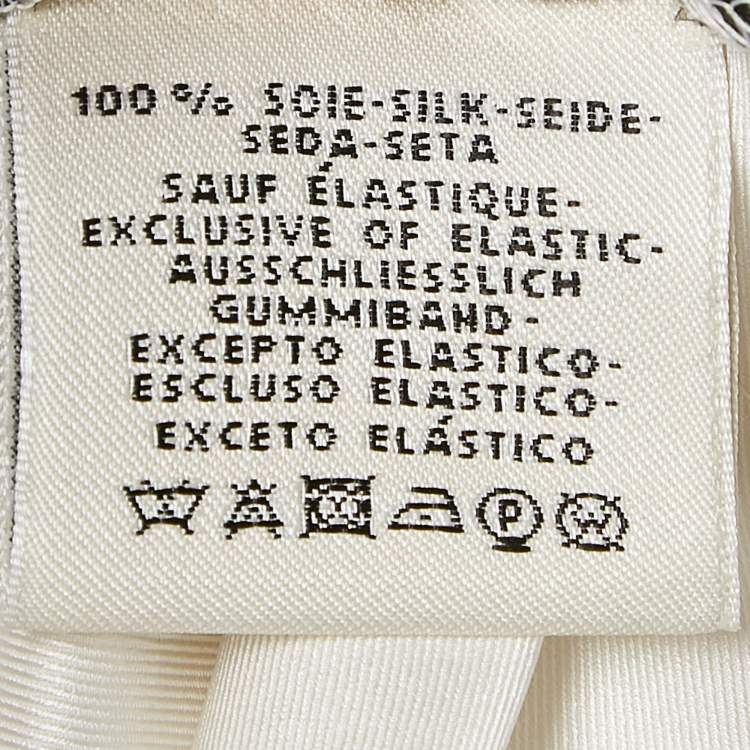 100 % SOIE-SILK-SEIDE-
SEDA-SETA
SAUF ÉLASTIQUE-
EXCLUSIVE OF ELASTIC-
AUSSCHLIESSLICH
GUMMIBAND-
EXCEPTO ELASTICO-
ESCLUSO ELASTICO-
EXCETO ELÁSTICO
P W